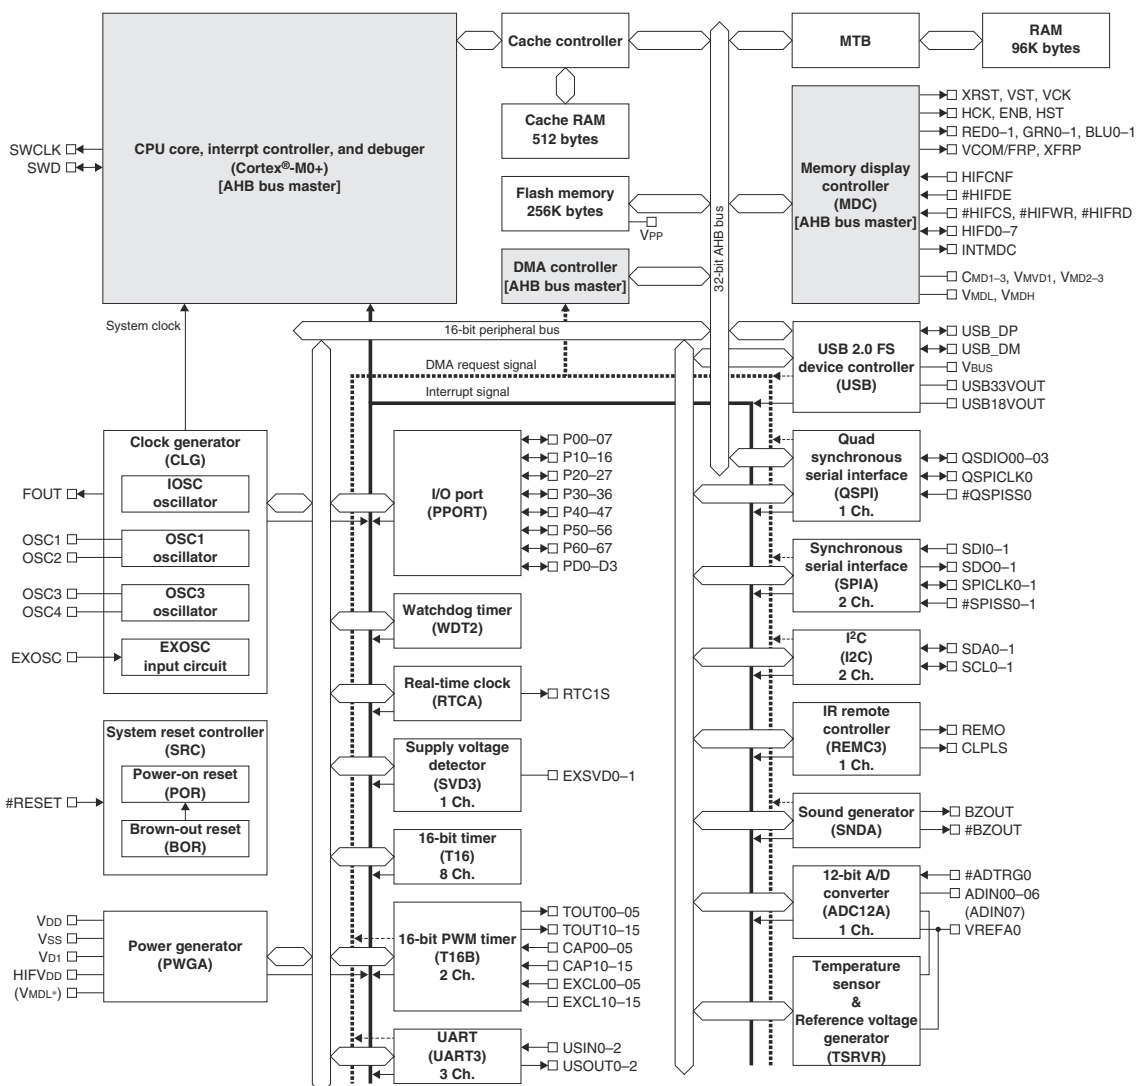 CPU core, interrpt controller, and debuger
(Cortex®-M0+)
[AHB bus master]
SWCLK
SWD
Cache controller
Cache RAM
512 bytes
Flash memory
256K bytes
VPP
DMA controller
[AHB bus master]
32-bit AHB bus
MTB
RAM
96K bytes
Memory display
controller
(MDC)
[AHB bus master]
XRST, VST, VCK
HCK, ENB, HST
RED0–1, GRN0–1, BLU0–1
VCOM/FRP, XFRP
HIFCNF
#HIFDE
#HIFCS, #HIFWR, #HIFRD
HIFD0–7
INTMDC
CMD1–3, VMVD1, VMD2–3
VMDL, VMDH
System clock
16-bit peripheral bus
DMA request signal
Interrupt signal
USB 2.0 FS
device controller
(USB)
USB_DP
USB_DM
VBUS
USB33VOUT
USB18VOUT
Clock generator
(CLG)
IOSC
oscillator
OSC1
oscillator
OSC3
oscillator
EXOSC
input circuit
FOUT
OSC1
OSC2
OSC3
OSC4
EXOSC
I/O port
(PPORT)
P00–07
P10–16
P20–27
P30–36
P40–47
P50–56
P60–67
PD0–D3
Quad
synchronous
serial interface
(QSPI)
1 Ch.
QSDIO00–03
QSPICLK0
#QSPISS0
Synchronous
serial interface
(SPIA)
2 Ch.
SDI0–1
SDO0–1
SPICLK0–1
#SPISS0–1
Watchdog timer
(WDT2)
I²C
(I2C)
2 Ch.
SDA0–1
SCL0–1
Real-time clock
(RTCA)
RTC1S
System reset controller
(SRC)
Power-on reset
(POR)
Brown-out reset
(BOR)
#RESET
Supply voltage
detector
(SVD3)
1 Ch.
EXSVD0–1
IR remote
controller
(REMC3)
1 Ch.
REMO
CLPLS
Sound generator
(SNDA)
BZOUT
#BZOUT
16-bit timer
(T16)
8 Ch.
12-bit A/D
converter
(ADC12A)
1 Ch.
#ADTRG0
ADIN00–06
(ADIN07)
VREFA0
Power generator
(PWGA)
VDD
VSS
VD1
HIFVDD
(VMDL*)
16-bit PWM timer
(T16B)
2 Ch.
TOUT00–05
TOUT10–15
CAP00–05
CAP10–15
EXCL00–05
EXCL10–15
Temperature
sensor
&
Reference voltage
generator
(TSRVR)
UART
(UART3)
3 Ch.
USIN0–2
USOUT0–2